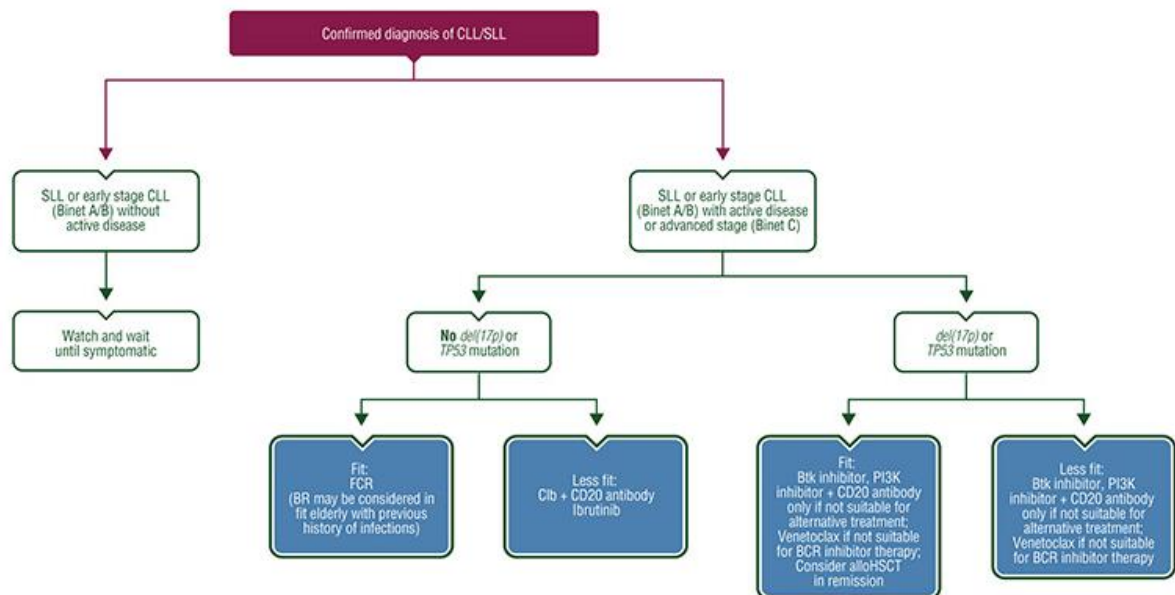 Confirmed diagnosis of CLL/SLL
SLL or early stage CLL
(Binet A/B) without
active disease
SLL or early stage CLL
(Binet A/B) with active disease
or advanced stage (Binet C)
Watch and wait
until symptomatic
No del(17p) or
TP53 mutation
del(17p) or
TP53 mutation
Fit:
FCR
(BR may be considered in
fit elderly with previous
history of infections)
Less fit:
Clb + CD20 antibody
Ibrutinib
Fit:
Btk inhibitor, PI3K
inhibitor + CD20 antibody
only if not suitable for
alternative treatment;
Venetoclax if not suitable
for BCR inhibitor therapy;
Consider alloHSCT
in remission
Less fit:
Btk inhibitor, PI3K
inhibitor + CD20 antibody
only if not suitable for
alternative treatment;
Venetoclax if not suitable
for BCR inhibitor therapy